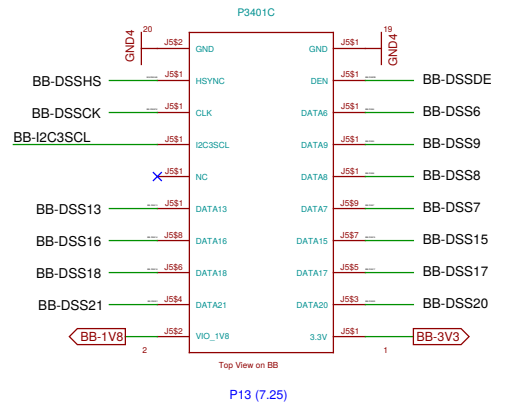 P3401C
20 19
GND4 J5$2 GND GND J5$1 GND4
BB-DSSHS J5$1 HSYNC DEN J5$1 BB-DSSDE
BB-DSSCK J5$1 CLK DATA6 J5$1 BB-DSS6
BB-I2C3SCL J5$1 I2C3SCL DATA9 J5$1 BB-DSS9
J5$1 NC DATA8 J5$1 BB-DSS8
BB-DSS13 J5$1 DATA13 DATA7 J5$9 BB-DSS7
BB-DSS16 J5$8 DATA16 DATA15 J5$7 BB-DSS15
BB-DSS18 J5$6 DATA18 DATA17 J5$5 BB-DSS17
BB-DSS21 J5$4 DATA21 DATA20 J5$3 BB-DSS20
BB-1V8 J5$2 VIO_1V8 3.3V J5$1 BB-3V3
2 1
Top View on BB
P13 (7.25)